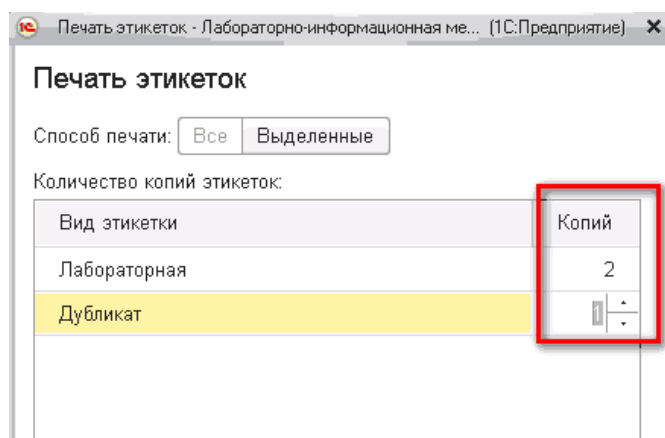 1С Печать этикеток - Лабораторно-информационная ме... (1С:Предприятие) ×
Печать этикеток
Способ печати: Все Выделенные
Количество копий этикеток:
Вид этикетки Копий
Лабораторная 2
Дубликат 1